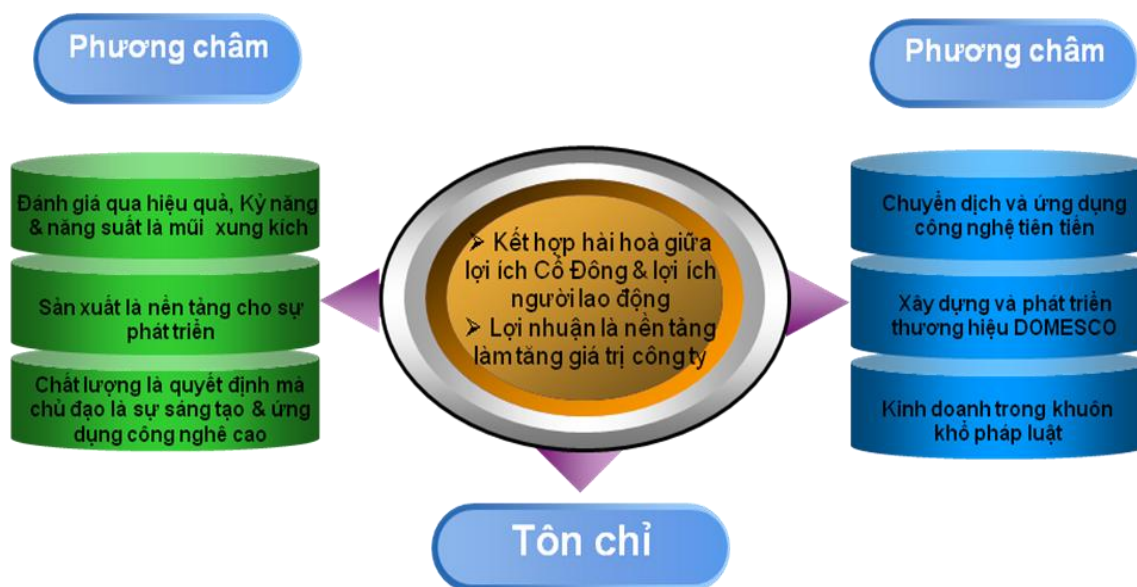 Phương châm
Đánh giá qua hiệu quả, Kỷ năng
& năng suất là mũi xung kích
Sản xuất là nền tảng cho sự
phát triển
Chất lượng là quyết định mà
chủ đạo là sự sáng tạo & ứng
dụng công nghê cao
➢ Kết hợp hài hoà giữa
lợi ích Cổ Đông & lợi ích
người lao động
➢ Lợi nhuận là nền tảng
làm tăng giá trị công ty
Tôn chỉ
Phương châm
Chuyển dịch và ứng dụng
công nghệ tiên tiến
Xây dựng và phát triển
thương hiệu DOMESCO
Kinh doanh trong khuôn
khổ pháp luật